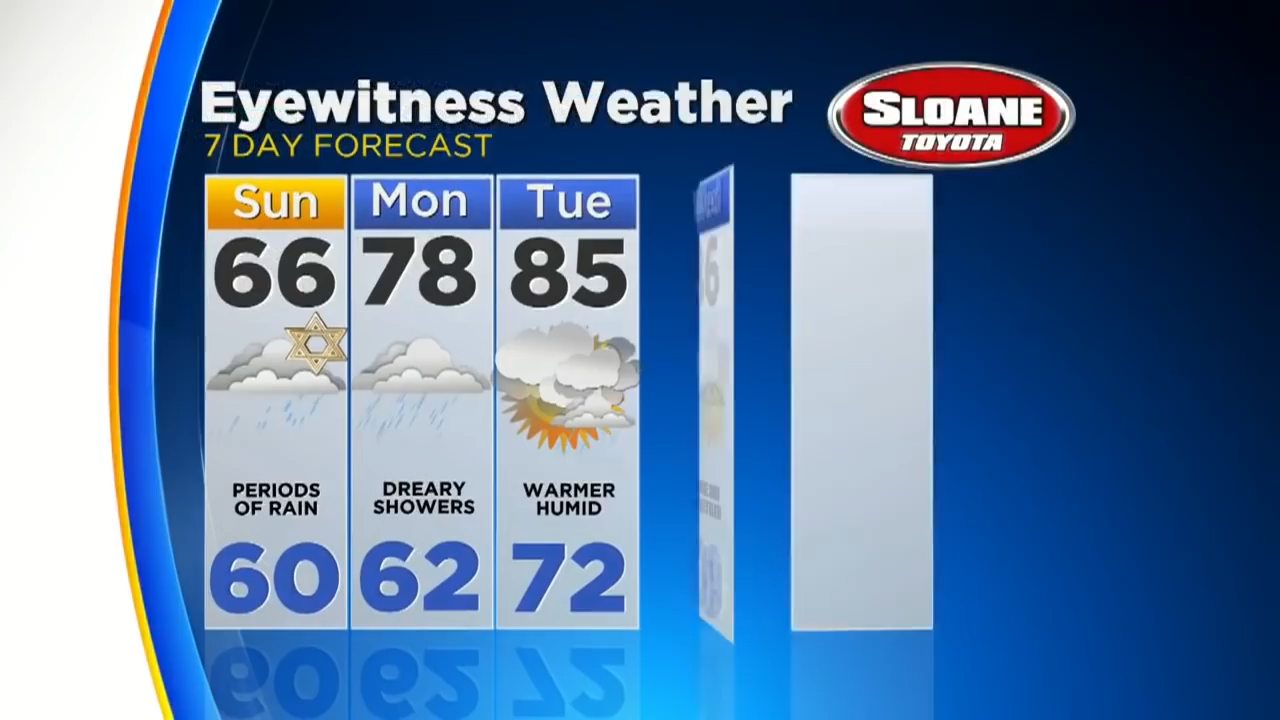 Eyewitness Weather
7 DAY FORECAST
SLOANE
TOYOTA
Sun
Mon
Tue
66
78
85
PERIODS
OF RAIN
DREARY
SHOWERS
WARMER
HUMID
60
62
72